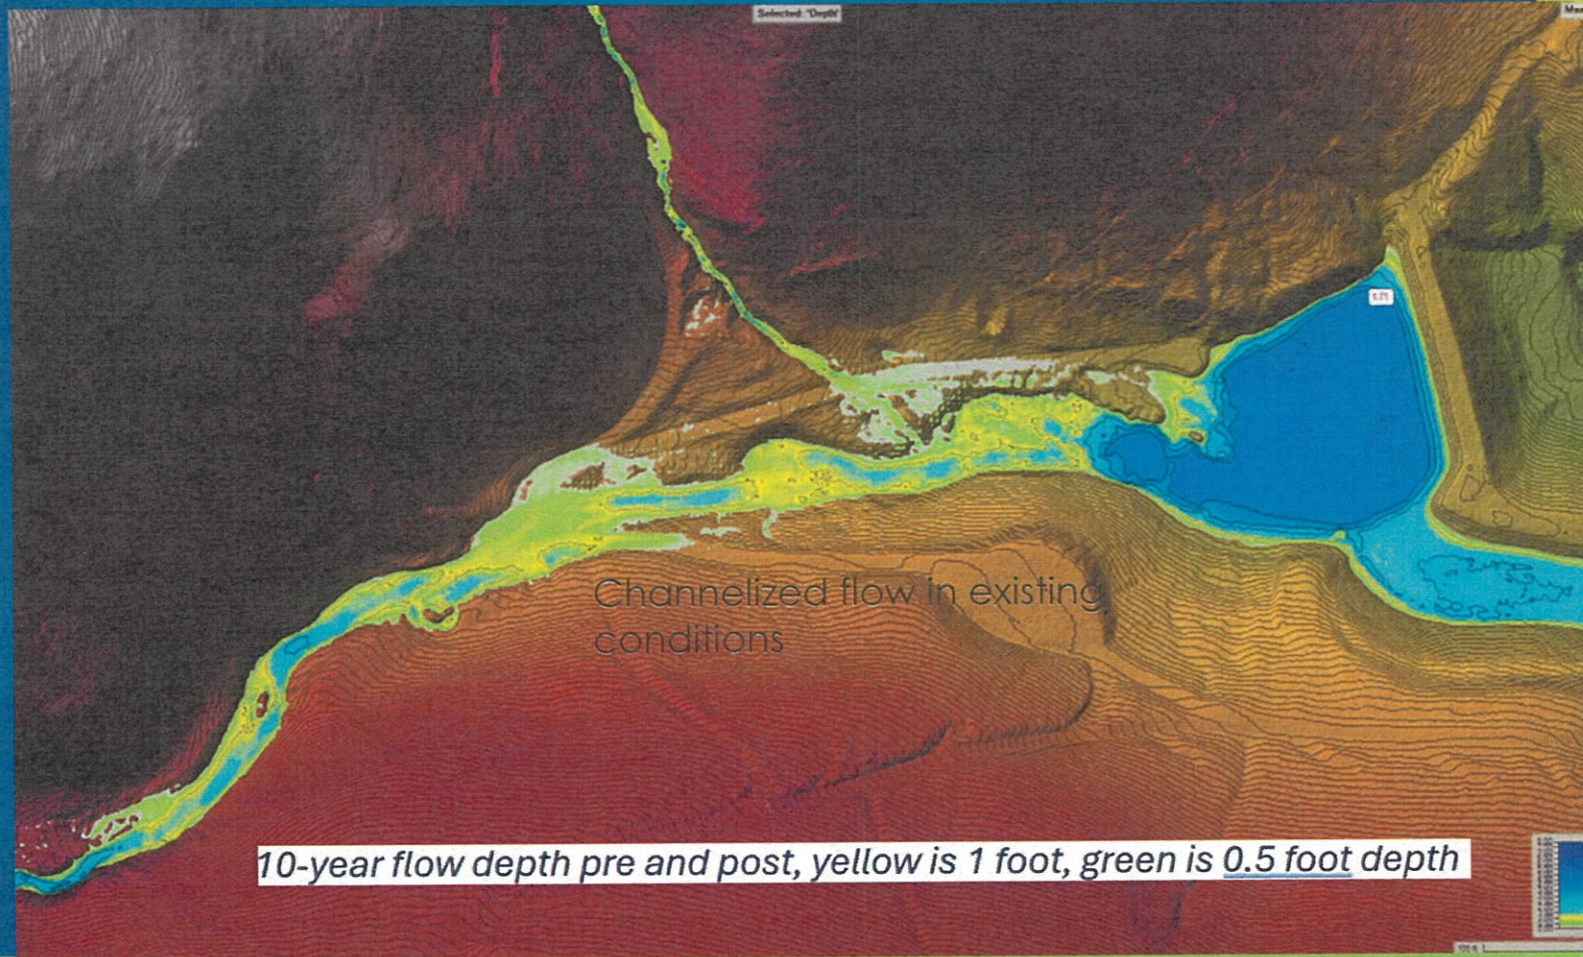 Selected: 'Depth'
Channelized flow in existing
conditions
10-year flow depth pre and post, yellow is 1 foot, green is 0.5 foot depth